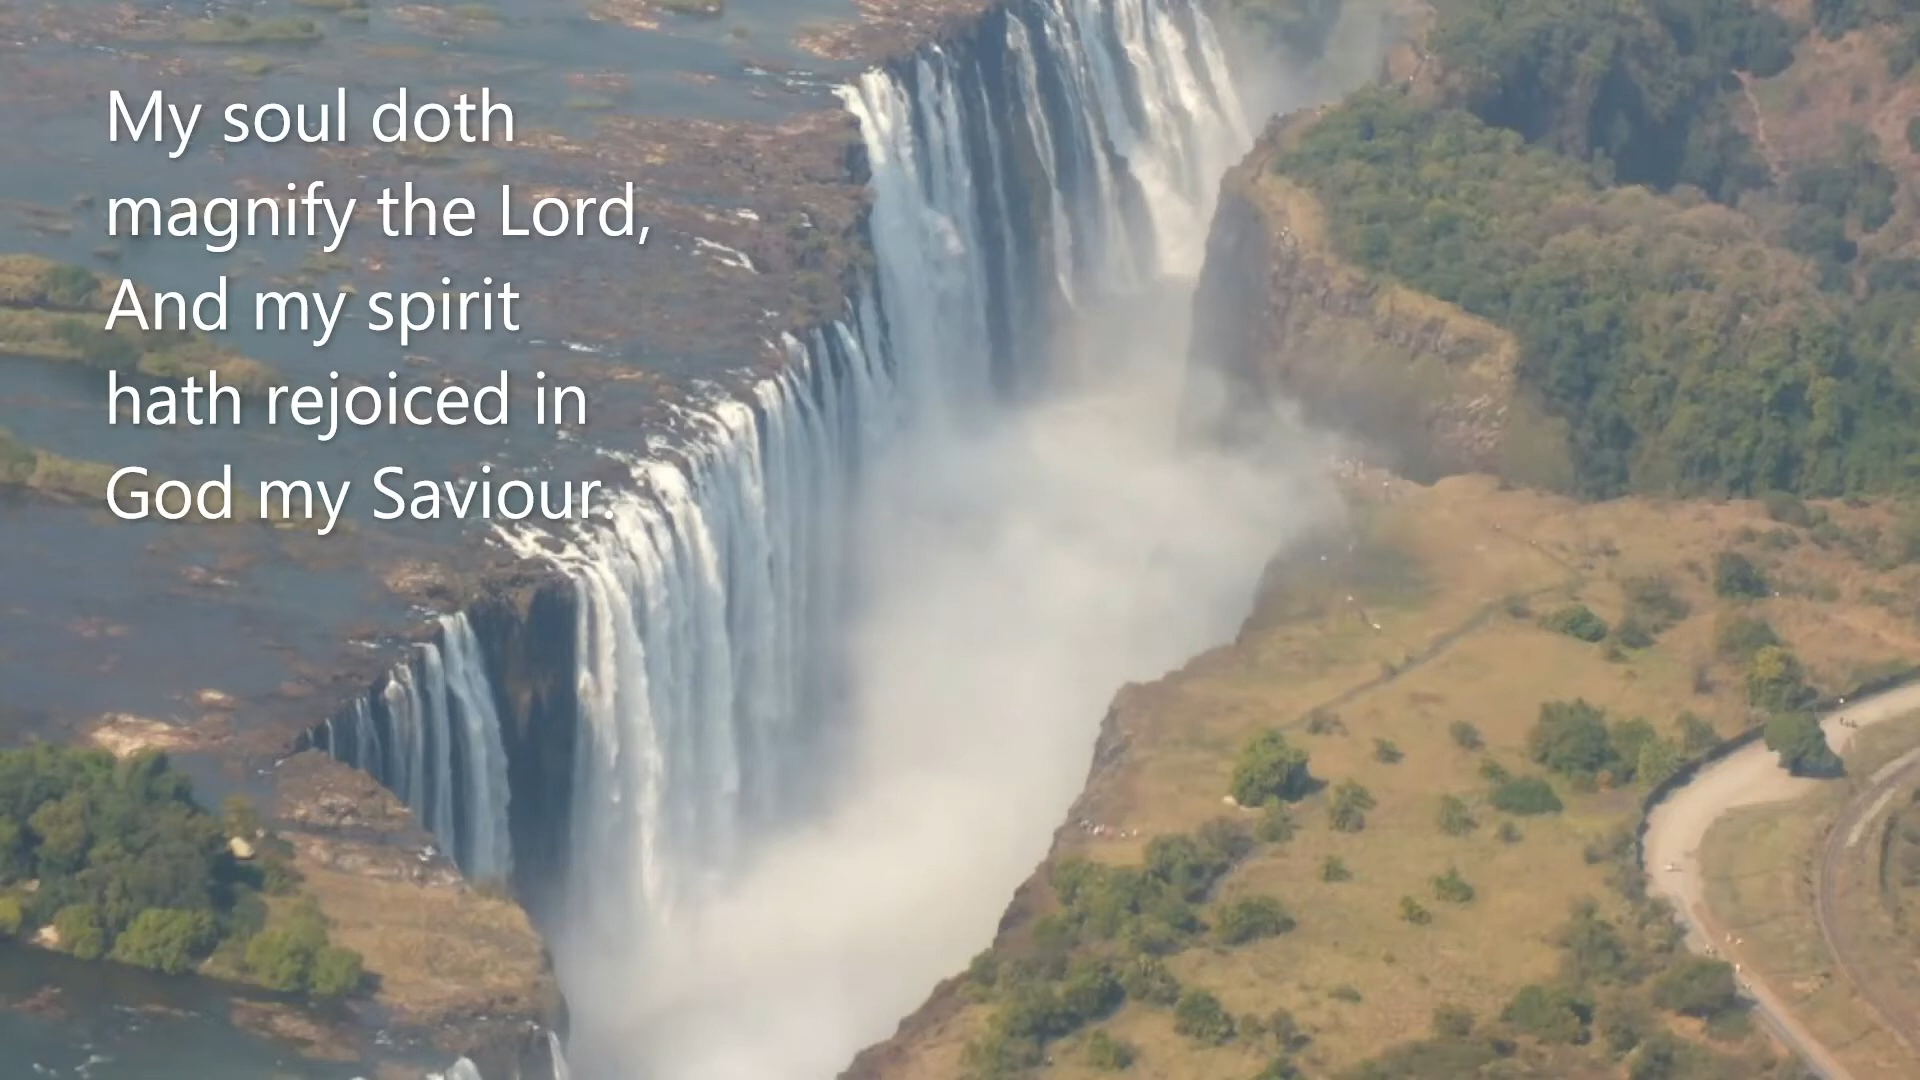 My soul doth
magnify the Lord,
And my spirit
hath rejoiced in
God my Saviour.